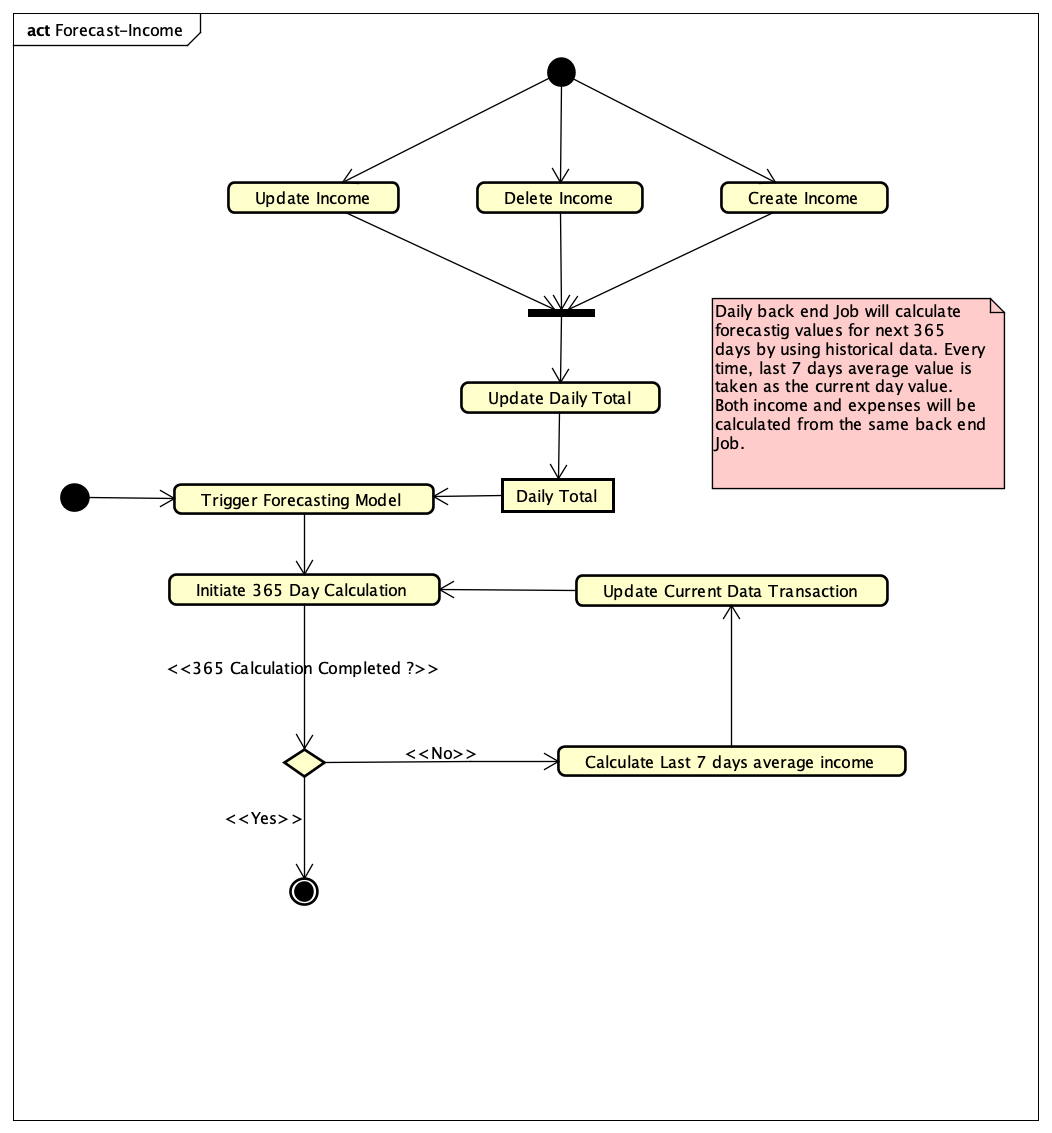 act Forecast-Income
Update Income
Delete Income
Create Income
Daily back end Job will calculate
forecastig values for next 365
days by using historical data. Every
time, last 7 days average value is
taken as the current day value.
Both income and expenses will be
calculated from the same back end
Job.
Update Daily Total
Trigger Forecasting Model
Daily Total
Initiate 365 Day Calculation
Update Current Data Transaction
<<365 Calculation Completed ?>>
<<No>>
Calculate Last 7 days average income
<<Yes>>